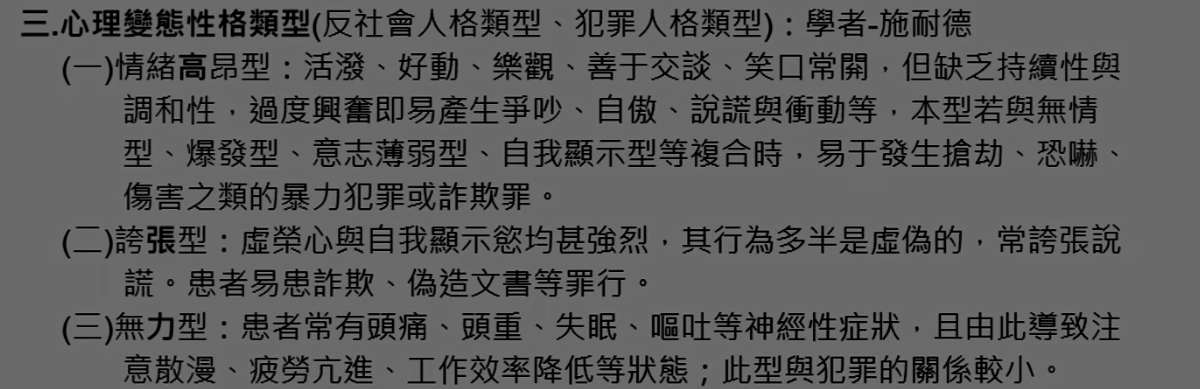 三.心理變態性格類型(反社會人格類型、犯罪人格類型)：學者-施耐德
(一)情緒高昂型：活潑、好動、樂觀、善于交談、笑口常開，但缺乏持續性與
調和性，過度興奮即易產生爭吵、自傲、說謊與衝動等，本型若與無情
型、爆發型、意志薄弱型、自我顯示型等複合時，易于發生搶劫、恐嚇、
傷害之類的暴力犯罪或詐欺罪。
(二)誇張型：虛榮心與自我顯示慾均甚強烈，其行為多半是虛偽的，常誇張說
謊。患者易患詐欺、偽造文書等罪行。
(三)無力型：患者常有頭痛、頭重、失眠、嘔吐等神經性症狀，且由此導致注
意散漫、疲勞亢進、工作效率降低等狀態；此型與犯罪的關係較小。